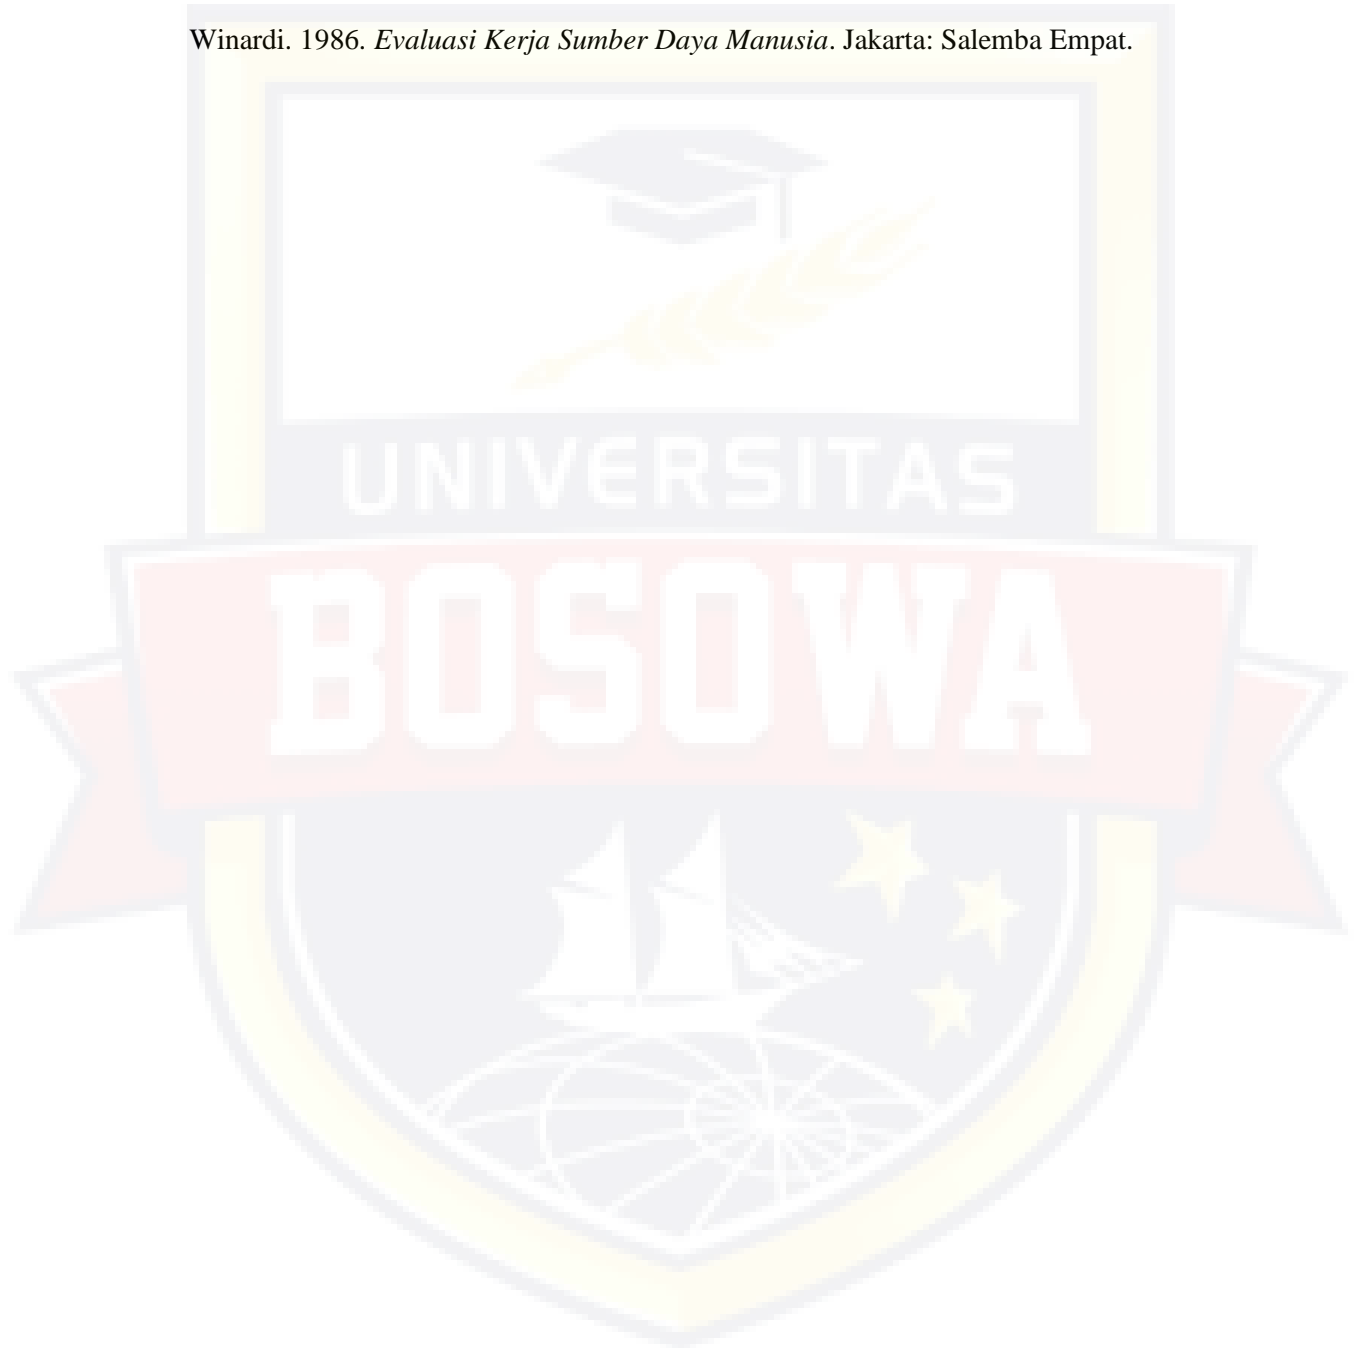 Winardi. 1986. Evaluasi Kerja Sumber Daya Manusia. Jakarta: Salemba Empat.
UNIVERSITAS
BOSOWA